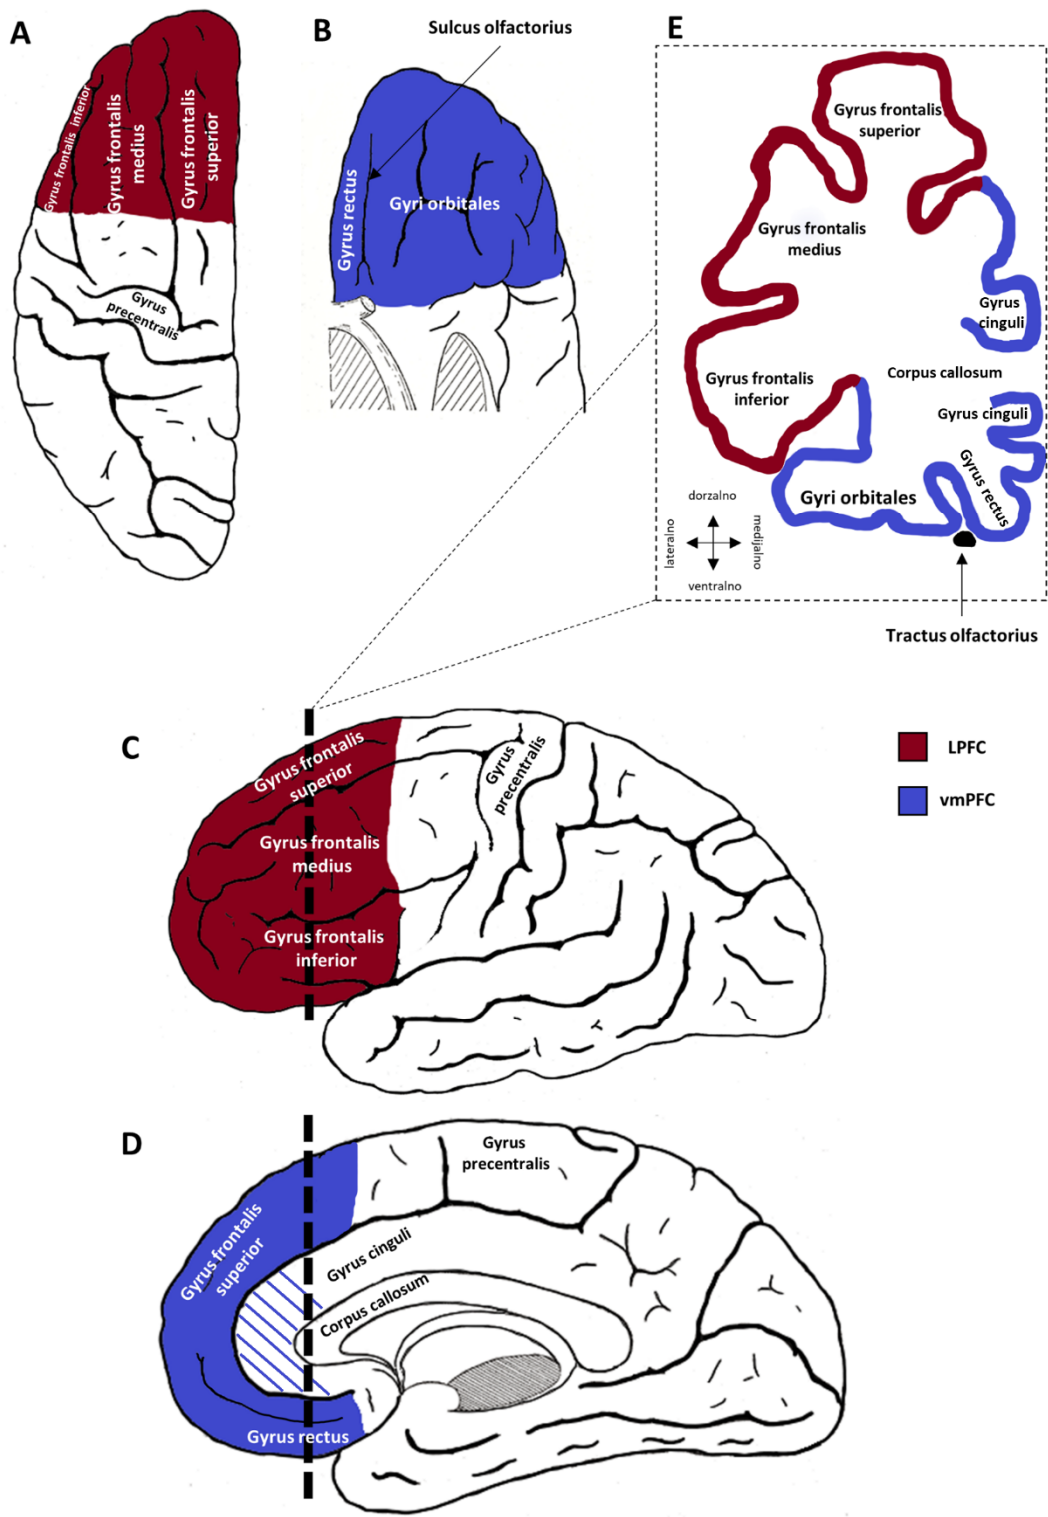 A
Gyrus frontalis inferior
Gyrus frontalis
medius
Gyrus frontalis
superior
Gyrus
precentralis
B
Sulcus olfactorius
Gyrus rectus
Gyri orbitales
E
Gyrus frontalis
superior
Gyrus frontalis
medius
Gyrus
cinguli
Corpus callosum
Gyrus frontalis
inferior
Gyrus cinguli
Gyrus rectus
Gyri orbitales
dorzalno
lateralno
medijalno
ventralno
Tractus olfactorius
C
Gyrus frontalis
superior
Gyrus
precentralis
Gyrus frontalis
medius
Gyrus frontalis
inferior
LPFC
vmPFC
D
Gyrus
precentralis
Gyrus frontalis
superior
Gyrus cinguli
Corpus callosum
Gyrus rectus